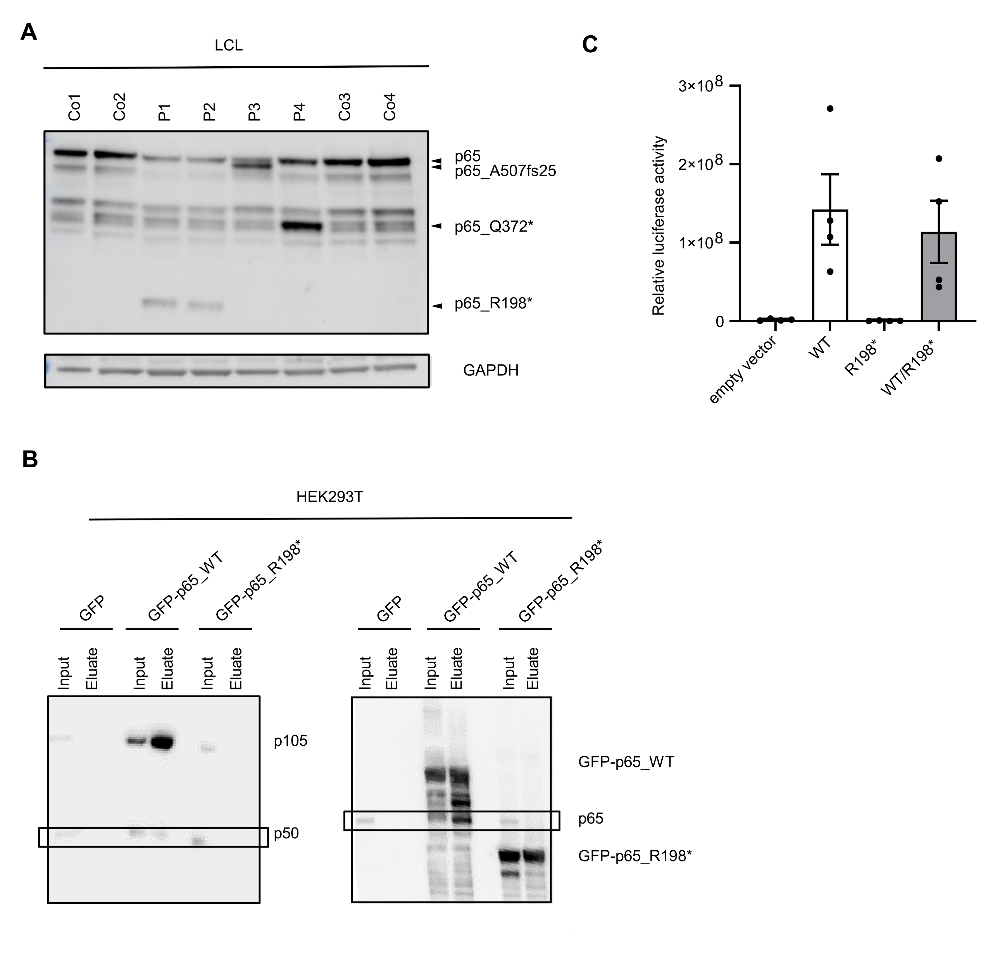 A
LCL
Co1
Co2
P1
P2
P3
P4
Co3
Co4
p65
p65_A507fs25
p65_Q372*
p65_R198*
GAPDH
C
Relative luciferase activity
3×10⁸
2×10⁸
1×10⁸
0
empty vector
WT
R198*
WT/R198*
B
HEK293T
GFP
GFP-p65_WT
GFP-p65_R198*
Input
Eluate
Input
Eluate
Input
Eluate
p105
p50
GFP
GFP-p65_WT
GFP-p65_R198*
Input
Eluate
Input
Eluate
Input
Eluate
GFP-p65_WT
p65
GFP-p65_R198*